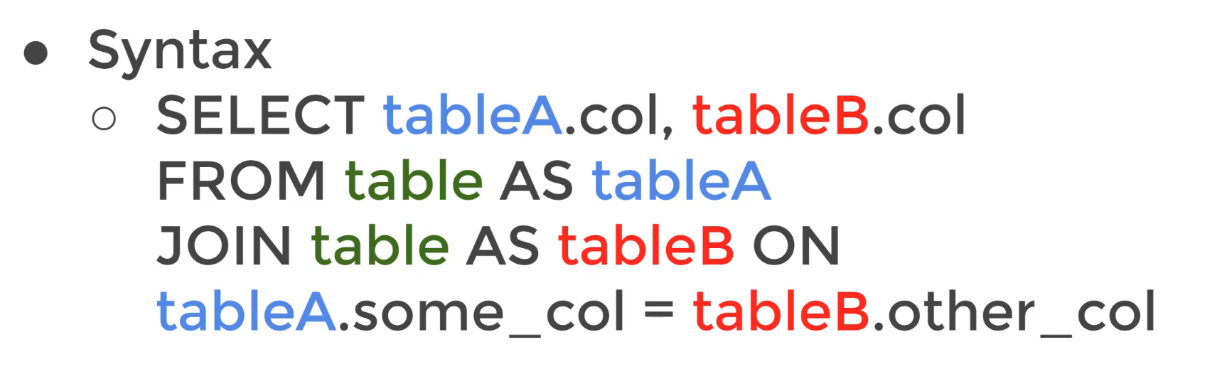 ● Syntax
○ SELECT tableA.col, tableB.col
FROM table AS tableA
JOIN table AS tableB ON
tableA.some_col = tableB.other_col